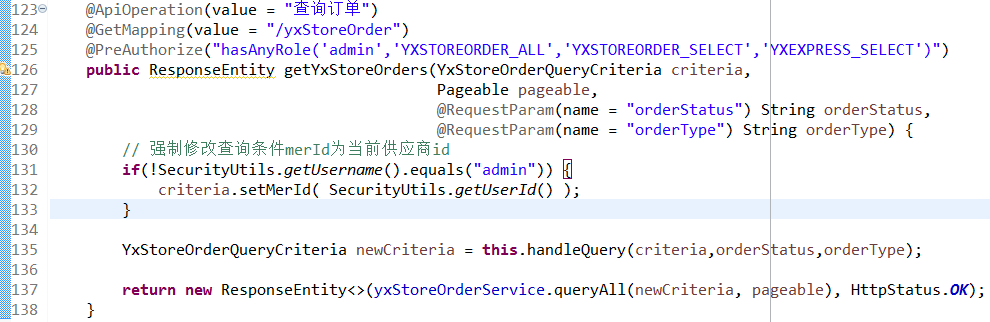 123 @ApiOperation(value = "查询订单")
124 @GetMapping(value = "/yxStoreOrder")
125 @PreAuthorize("hasAnyRole('admin','YXSTOREORDER_ALL','YXSTOREORDER_SELECT','YXEXPRESS_SELECT')")
126 public ResponseEntity getYxStoreOrders(YxStoreOrderQueryCriteria criteria,
127 Pageable pageable,
128 @RequestParam(name = "orderStatus") String orderStatus,
129 @RequestParam(name = "orderType") String orderType) {
130 // 强制修改查询条件merId为当前供应商id
131 if(!SecurityUtils.getUsername().equals("admin")) {
132 criteria.setMerId( SecurityUtils.getUserId() );
133 }
134
135 YxStoreOrderQueryCriteria newCriteria = this.handleQuery(criteria,orderStatus,orderType);
136
137 return new ResponseEntity<>(yxStoreOrderService.queryAll(newCriteria, pageable), HttpStatus.OK);
138 }